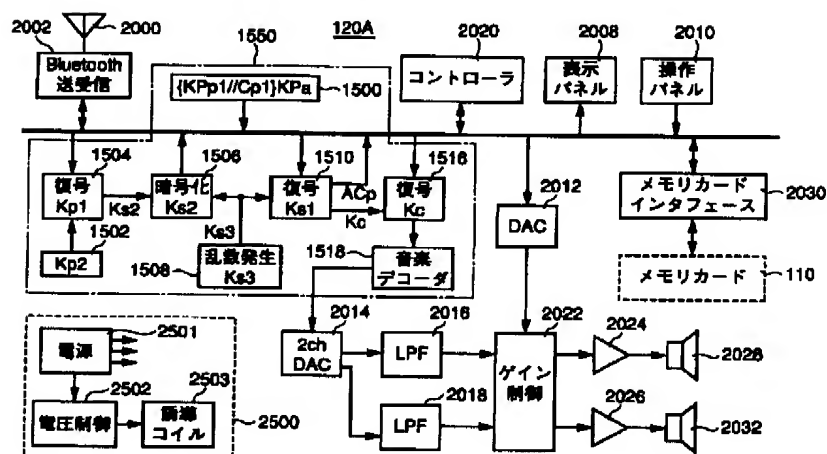 120A
2002
2000
Bluetooth
送受信
1550
{KPp1//Cp1}KPa
1500
2020
コントローラ
2008
表示
パネル
2010
操作
パネル
1504
復号
Kp1
Ks2
1506
暗号化
Ks2
1510
復号
Ks1
ACp
Kc
1516
復号
Kc
Ks3
1502
Kp2
1508
乱数発生
Ks3
1518
音楽
デコーダ
2012
DAC
メモリカード
インタフェース
2030
メモリカード
110
2501
電源
2502
電圧制御
2503
誘導
コイル
2500
2014
2ch
DAC
2016
LPF
2018
LPF
2022
ゲイン
制御
2024
2028
2026
2032